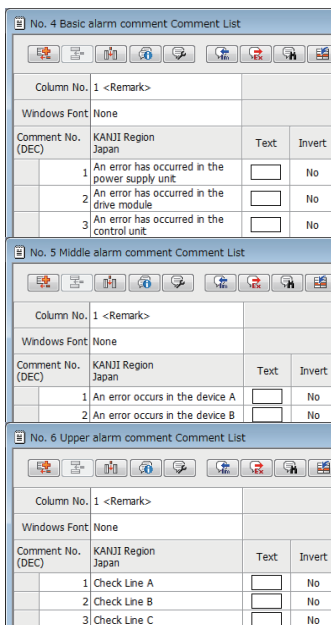 No. 4 Basic alarm comment Comment List
Column No. 1 <Remark>
Windows Font None
Comment No. (DEC) KANJI Region Japan Text Invert
1 An error has occurred in the power supply unit No
2 An error has occurred in the drive module No
3 An error has occurred in the control unit No
No. 5 Middle alarm comment Comment List
Column No. 1 <Remark>
Windows Font None
Comment No. (DEC) KANJI Region Japan Text Invert
1 An error occurs in the device A No
2 An error occurs in the device B No
No. 6 Upper alarm comment Comment List
Column No. 1 <Remark>
Windows Font None
Comment No. (DEC) KANJI Region Japan Text Invert
1 Check Line A No
2 Check Line B No
3 Check Line C No